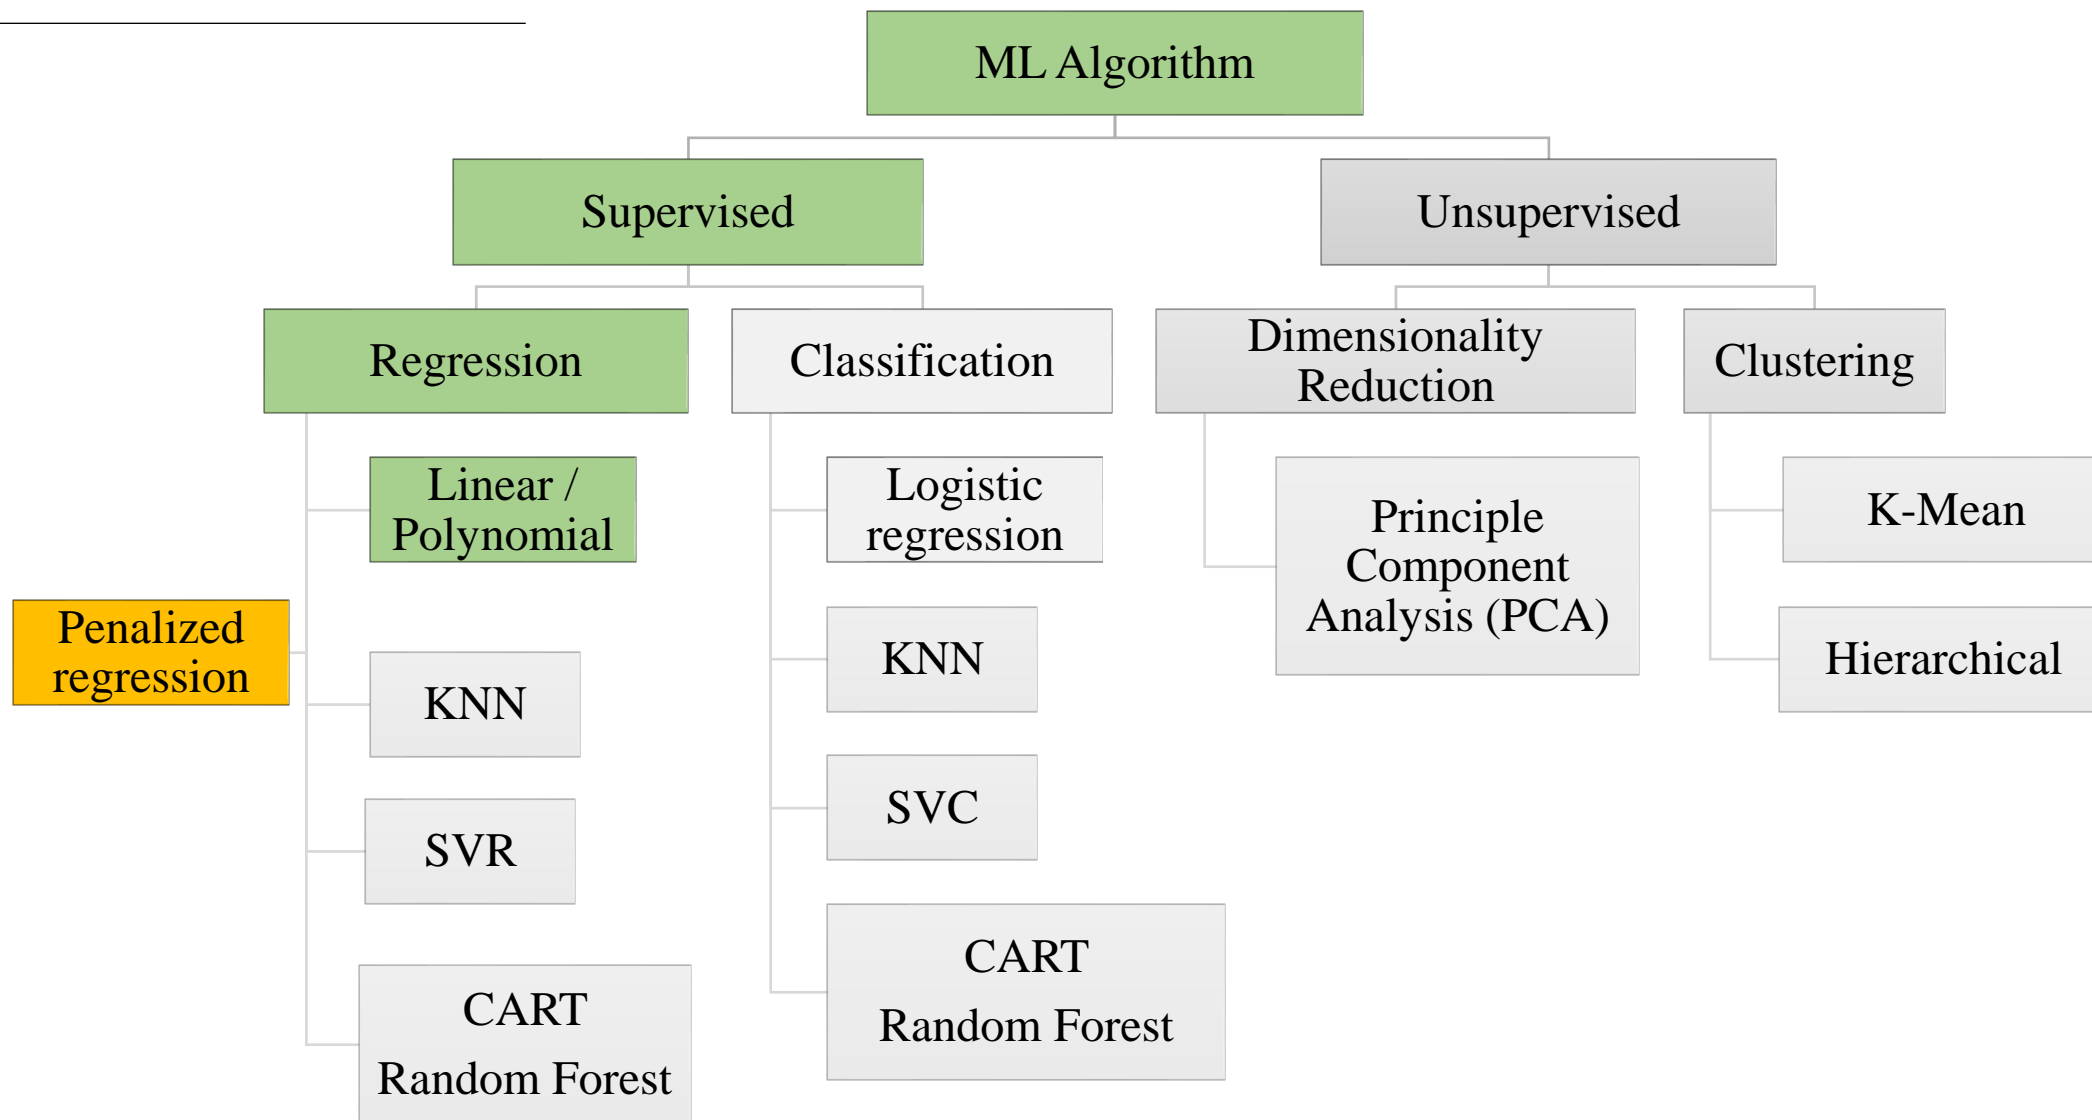 ML Algorithm
Supervised
Unsupervised
Regression
Classification
Dimensionality
Reduction
Clustering
Linear /
Polynomial
Penalized
regression
KNN
SVR
CART
Random Forest
Logistic
regression
KNN
SVC
CART
Random Forest
Principle
Component
Analysis (PCA)
K-Mean
Hierarchical